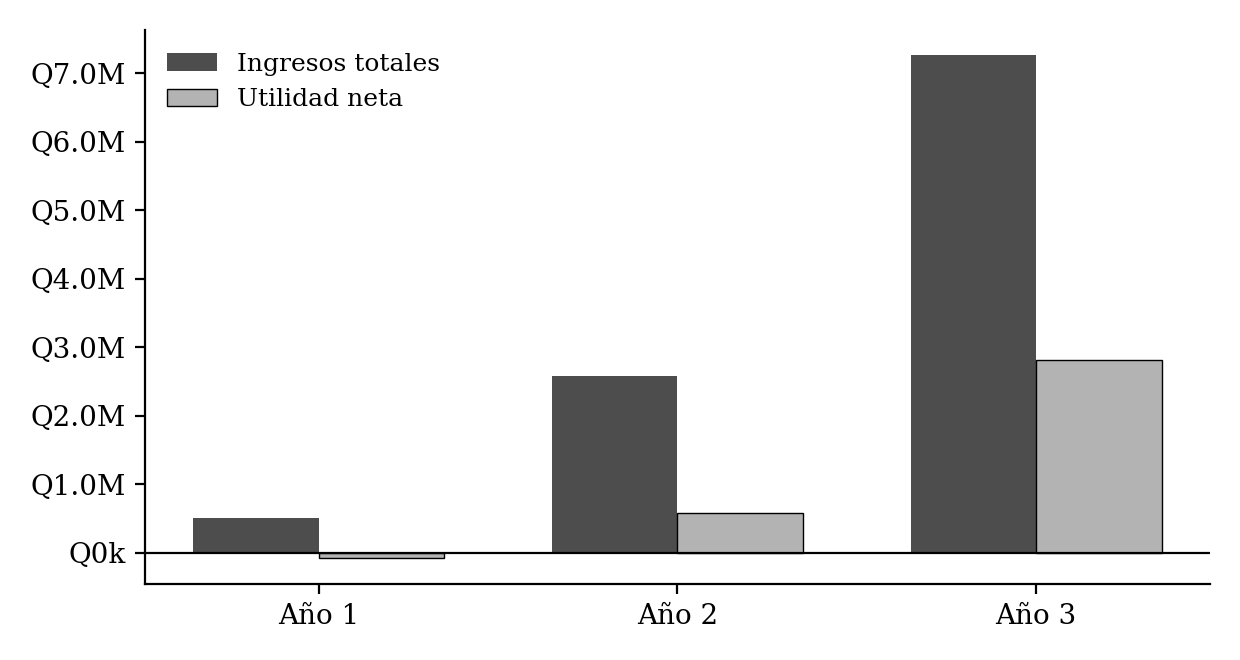 Ingresos totales
Utilidad neta
Q7.0M
Q6.0M
Q5.0M
Q4.0M
Q3.0M
Q2.0M
Q1.0M
Q0k
Año 1
Año 2
Año 3